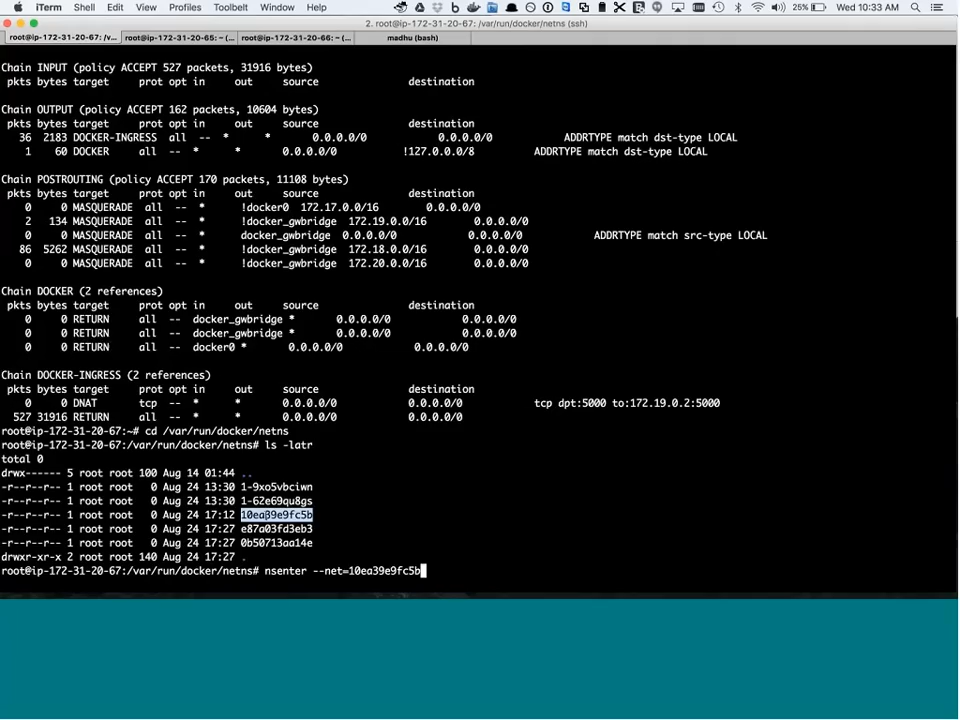 iTerm Shell Edit View Profiles Toolbelt Window Help 25% Wed 10:33 AM
2. root@ip-172-31-20-67: /var/run/docker/netns (ssh)
root@ip-172-31-20-67: /v... root@ip-172-31-20-65: ~ (... root@ip-172-31-20-66: ~ (... madhu (bash)
Chain INPUT (policy ACCEPT 527 packets, 31916 bytes)
pkts bytes target prot opt in out source destination
Chain OUTPUT (policy ACCEPT 162 packets, 10604 bytes)
pkts bytes target prot opt in out source destination
36 2183 DOCKER-INGRESS all -- * * 0.0.0.0/0 0.0.0.0/0 ADDRTYPE match dst-type LOCAL
1 60 DOCKER all -- * * 0.0.0.0/0 !127.0.0.0/8 ADDRTYPE match dst-type LOCAL
Chain POSTROUTING (policy ACCEPT 170 packets, 11108 bytes)
pkts bytes target prot opt in out source destination
0 0 MASQUERADE all -- * !docker0 172.17.0.0/16 0.0.0.0/0
2 134 MASQUERADE all -- * !docker_gwbridge 172.19.0.0/16 0.0.0.0/0
0 0 MASQUERADE all -- * docker_gwbridge 0.0.0.0/0 0.0.0.0/0 ADDRTYPE match src-type LOCAL
86 5262 MASQUERADE all -- * !docker_gwbridge 172.18.0.0/16 0.0.0.0/0
0 0 MASQUERADE all -- * !docker_gwbridge 172.20.0.0/16 0.0.0.0/0
Chain DOCKER (2 references)
pkts bytes target prot opt in out source destination
0 0 RETURN all -- docker_gwbridge * 0.0.0.0/0 0.0.0.0/0
0 0 RETURN all -- docker_gwbridge * 0.0.0.0/0 0.0.0.0/0
0 0 RETURN all -- docker0 * 0.0.0.0/0 0.0.0.0/0
Chain DOCKER-INGRESS (2 references)
pkts bytes target prot opt in out source destination
0 0 DNAT tcp -- * * 0.0.0.0/0 0.0.0.0/0 tcp dpt:5000 to:172.19.0.2:5000
527 31916 RETURN all -- * * 0.0.0.0/0 0.0.0.0/0
root@ip-172-31-20-67:~# cd /var/run/docker/netns
root@ip-172-31-20-67:/var/run/docker/netns# ls -latr
total 0
drwx------ 5 root root 100 Aug 14 01:44 ..
-r--r--r-- 1 root root 0 Aug 24 13:30 1-9xo5vbciwn
-r--r--r-- 1 root root 0 Aug 24 13:30 1-62e69qu8gs
-r--r--r-- 1 root root 0 Aug 24 17:12 10ea39e9fc5b
-r--r--r-- 1 root root 0 Aug 24 17:27 e87a03fd3eb3
-r--r--r-- 1 root root 0 Aug 24 17:27 0b50713aa14e
drwxr-xr-x 2 root root 140 Aug 24 17:27 .
root@ip-172-31-20-67:/var/run/docker/netns# nsenter --net=10ea39e9fc5b